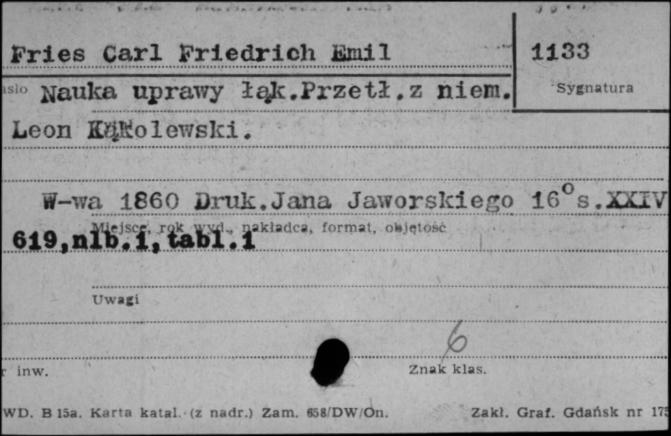 Fries Carl Friedrich Emil
1133
Sygnatura
Nauka uprawy łąk.Przetł.z niem.
Leon Kąkolewski.
W-wa 1860 Druk.Jana Jaworskiego 16° s.XXIV
Miejsce, rok wyd., nakładca, format, objętość
619,nlb.1,tabl.1
Uwagi
6
r inw.
Znak klas.
WD. B 15a. Karta katal. (z nadr.) Zam. 658/DW/On.
Zakł. Graf. Gdańsk nr 175